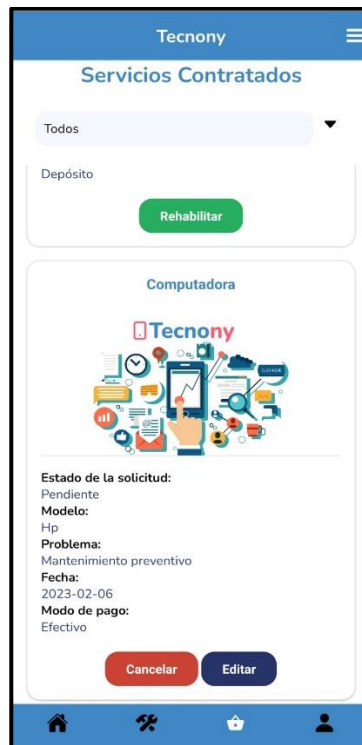 Tecnony
Servicios Contratados
Todos
Depósito
Rehabilitar
Computadora
Tecnony
Estado de la solicitud:
Pendiente
Modelo:
Hp
Problema:
Mantenimiento preventivo
Fecha:
2023-02-06
Modo de pago:
Efectivo
Cancelar Editar